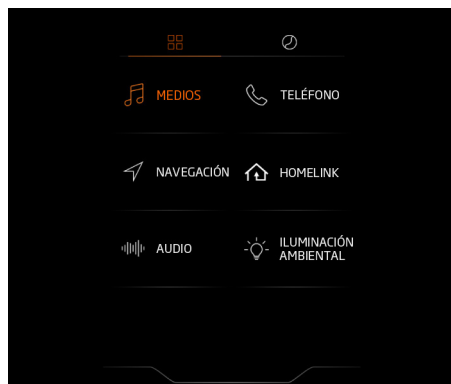 MEDIOS
TELÉFONO
NAVEGACIÓN
HOMELINK
AUDIO
ILUMINACIÓN
AMBIENTAL